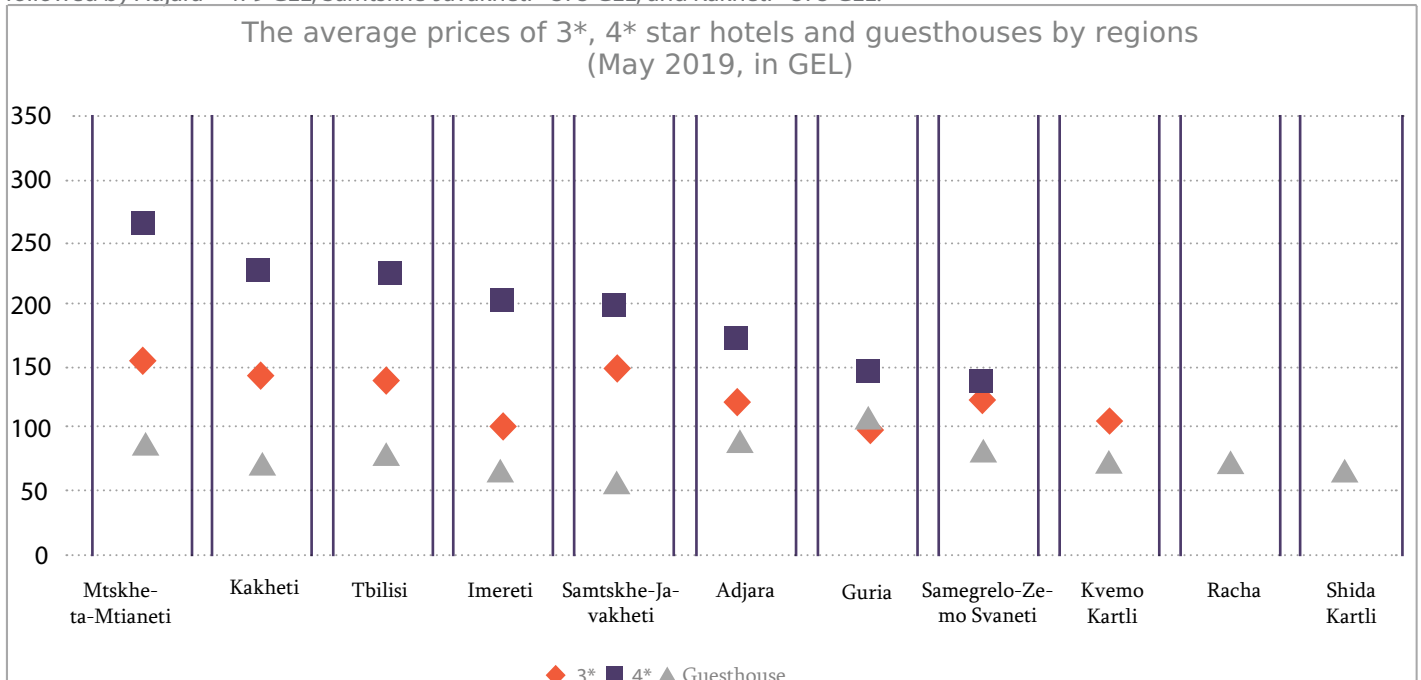 The average prices of 3*, 4* star hotels and guesthouses by regions
(May 2019, in GEL)
350
300
250
200
150
100
50
0
Mtskhe-
ta-Mtianeti
Kakheti
Tbilisi
Imereti
Samtskhe-Ja-
vakheti
Adjara
Guria
Samegrelo-Ze-
mo Svaneti
Kvemo
Kartli
Racha
Shida
Kartli
3* 4* Guesthouse